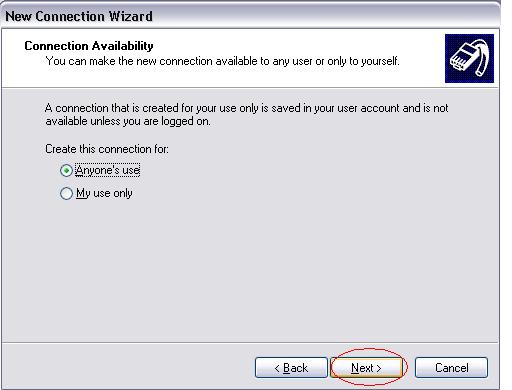 New Connection Wizard
Connection Availability
You can make the new connection available to any user or only to yourself.
A connection that is created for your use only is saved in your user account and is not
available unless you are logged on.
Create this connection for:
Anyone's use
My use only
< Back
Next >
Cancel